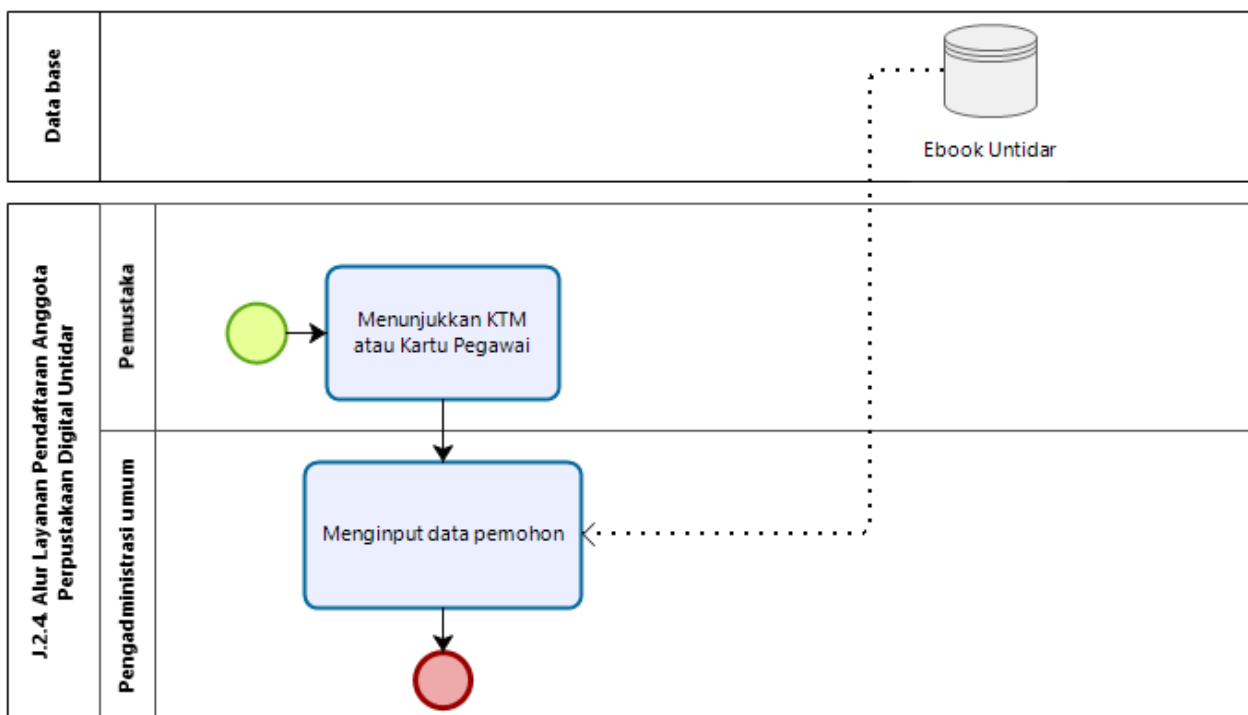 Data base
Ebook Untidar
J.2.4. Alur Layanan Pendaftaran Anggota
Perpustakaan Digital Untidar
Pemustaka
Menunjukkan KTM
atau Kartu Pegawai
Pengadministrasi umum
Menginput data pemohon